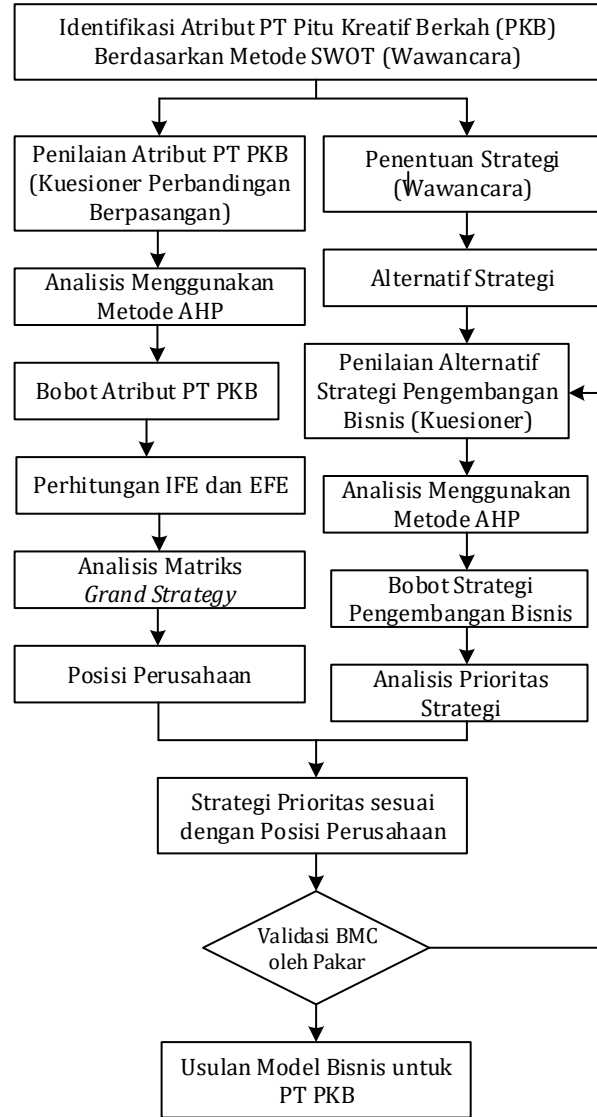 Identifikasi Atribut PT Pitu Kreatif Berkah (PKB)
Berdasarkan Metode SWOT (Wawancara)
Penilaian Atribut PT PKB
(Kuesioner Perbandingan
Berpasangan)
Analisis Menggunakan
Metode AHP
Bobot Atribut PT PKB
Perhitungan IFE dan EFE
Analisis Matriks
Grand Strategy
Posisi Perusahaan
Penentuan Strategi
(Wawancara)
Alternatif Strategi
Penilaian Alternatif
Strategi Pengembangan
Bisnis (Kuesioner)
Analisis Menggunakan
Metode AHP
Bobot Strategi
Pengembangan Bisnis
Analisis Prioritas
Strategi
Strategi Prioritas sesuai
dengan Posisi Perusahaan
Validasi BMC
oleh Pakar
Usulan Model Bisnis untuk
PT PKB